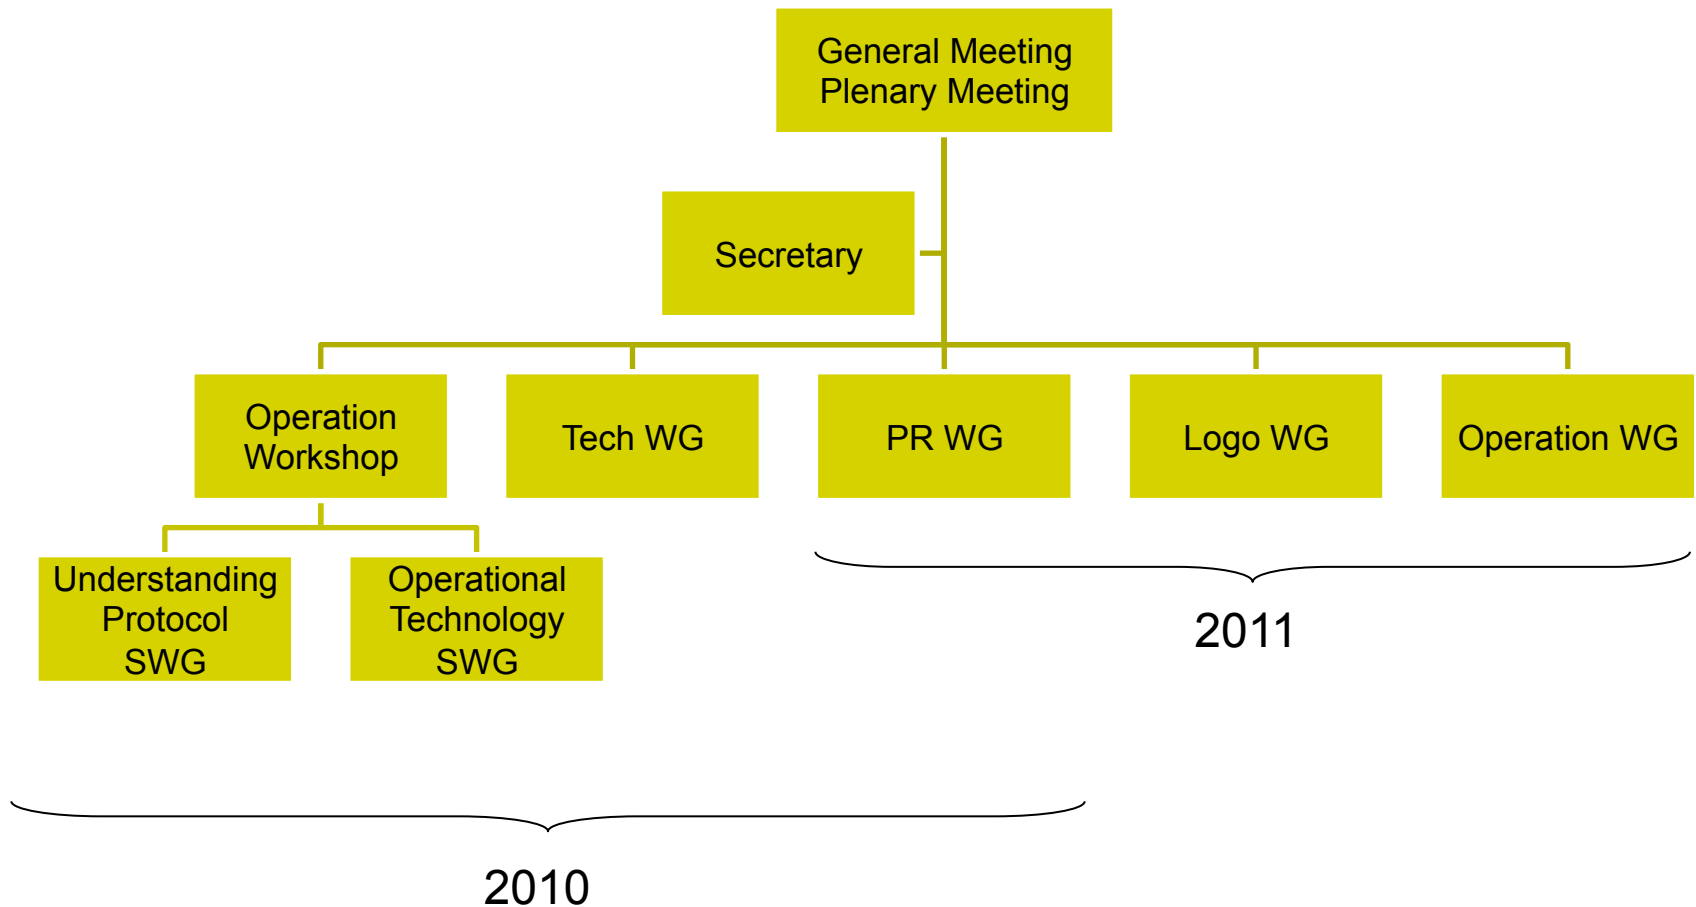 General Meeting
Plenary Meeting
Secretary
Operation
Workshop
Tech WG
PR WG
Logo WG
Operation WG
Understanding
Protocol
SWG
Operational
Technology
SWG
2011
2010